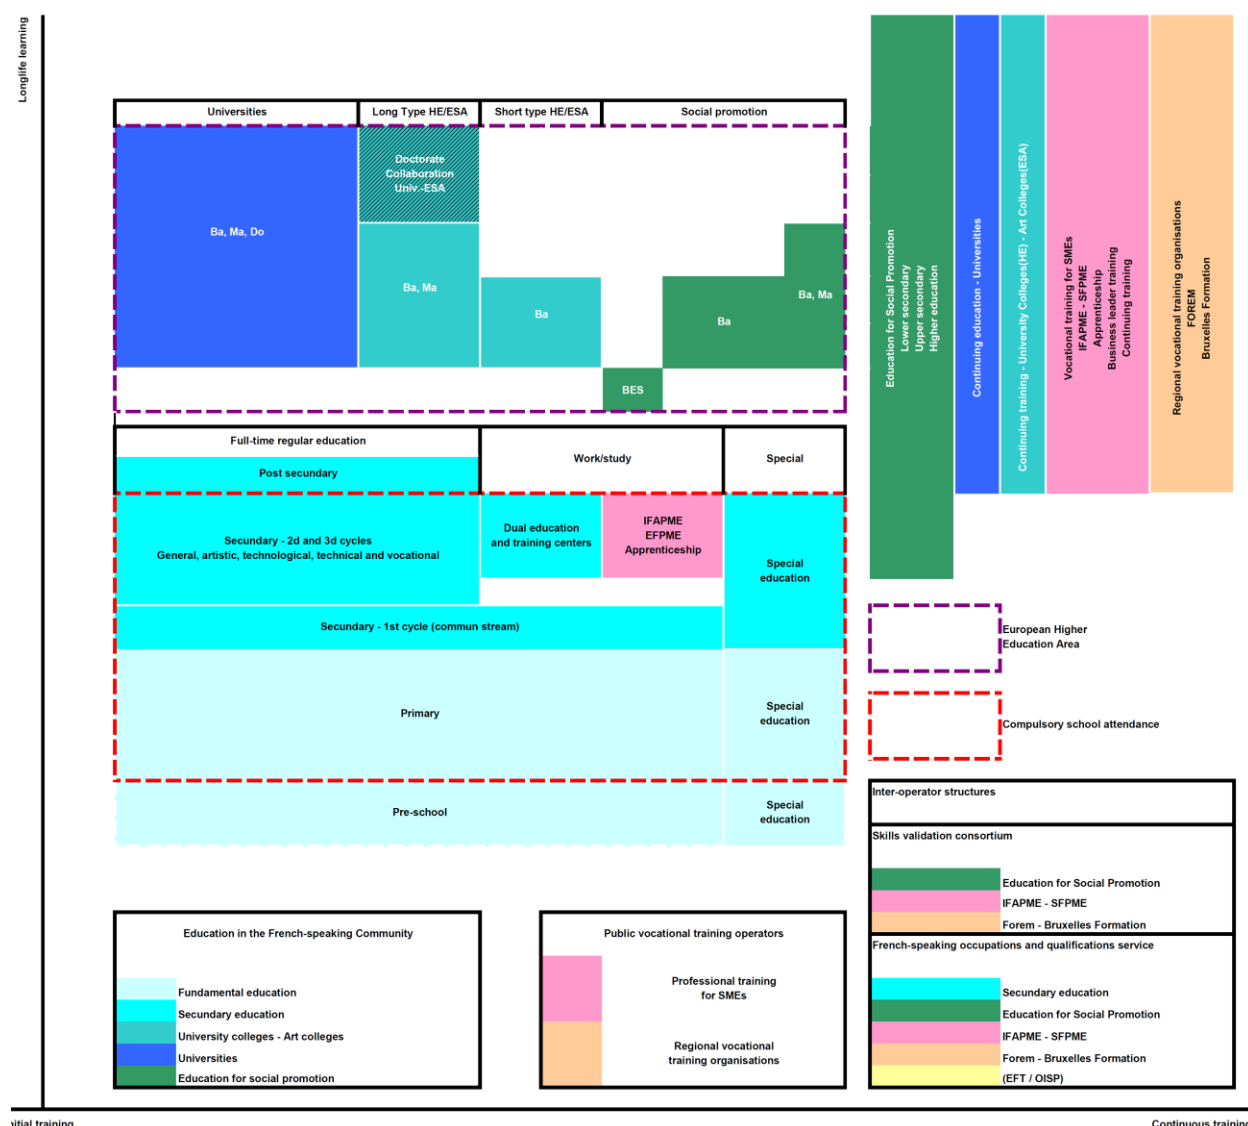 Longlife learning
Universities
Long Type HE/ESA
Short type HE/ESA
Social promotion
Doctorate
Collaboration
Univ.-ESA
Ba, Ma, Do
Ba, Ma
Ba
Ba
Ba, Ma
BES
Full-time regular education
Post secundary
Work/study
Special
Secundary - 2d and 3d cycles
General, artistic, technological, technical and vocational
Dual education
and training centers
IFAPME
EFPME
Apprenticeship
Special
education
Secundary - 1st cycle (commun stream)
Primary
Special
education
Pre-school
Special
education
Education for Social Promotion
Lower secondary
Upper secondary
Higher education
Continuing education - Universities
Continuing training - University Colleges(HE) - Art Colleges(ESA)
Vocational training for SMEs
IFAPME - SFPME
Apprenticeship
Business leader training
Continuing training
Regional vocational training organisations
FOREM
Bruxelles Formation
European Higher
Education Area
Compulsory school attendance
Inter-operator structures
Skills validation consortium
Education for Social Promotion
IFAPME - SFPME
Forem - Bruxelles Formation
French-speaking occupations and qualifications service
Secundary education
Education for Social Promotion
IFAPME - SFPME
Forem - Bruxelles Formation
(EFT / OISP)
Education in the French-speaking Community
Fundamental education
Secundary education
University colleges - Art colleges
Universities
Education for social promotion
Public vocational training operators
Professional training
for SMEs
Regional vocational
training organisations
nitial training
Continuous training